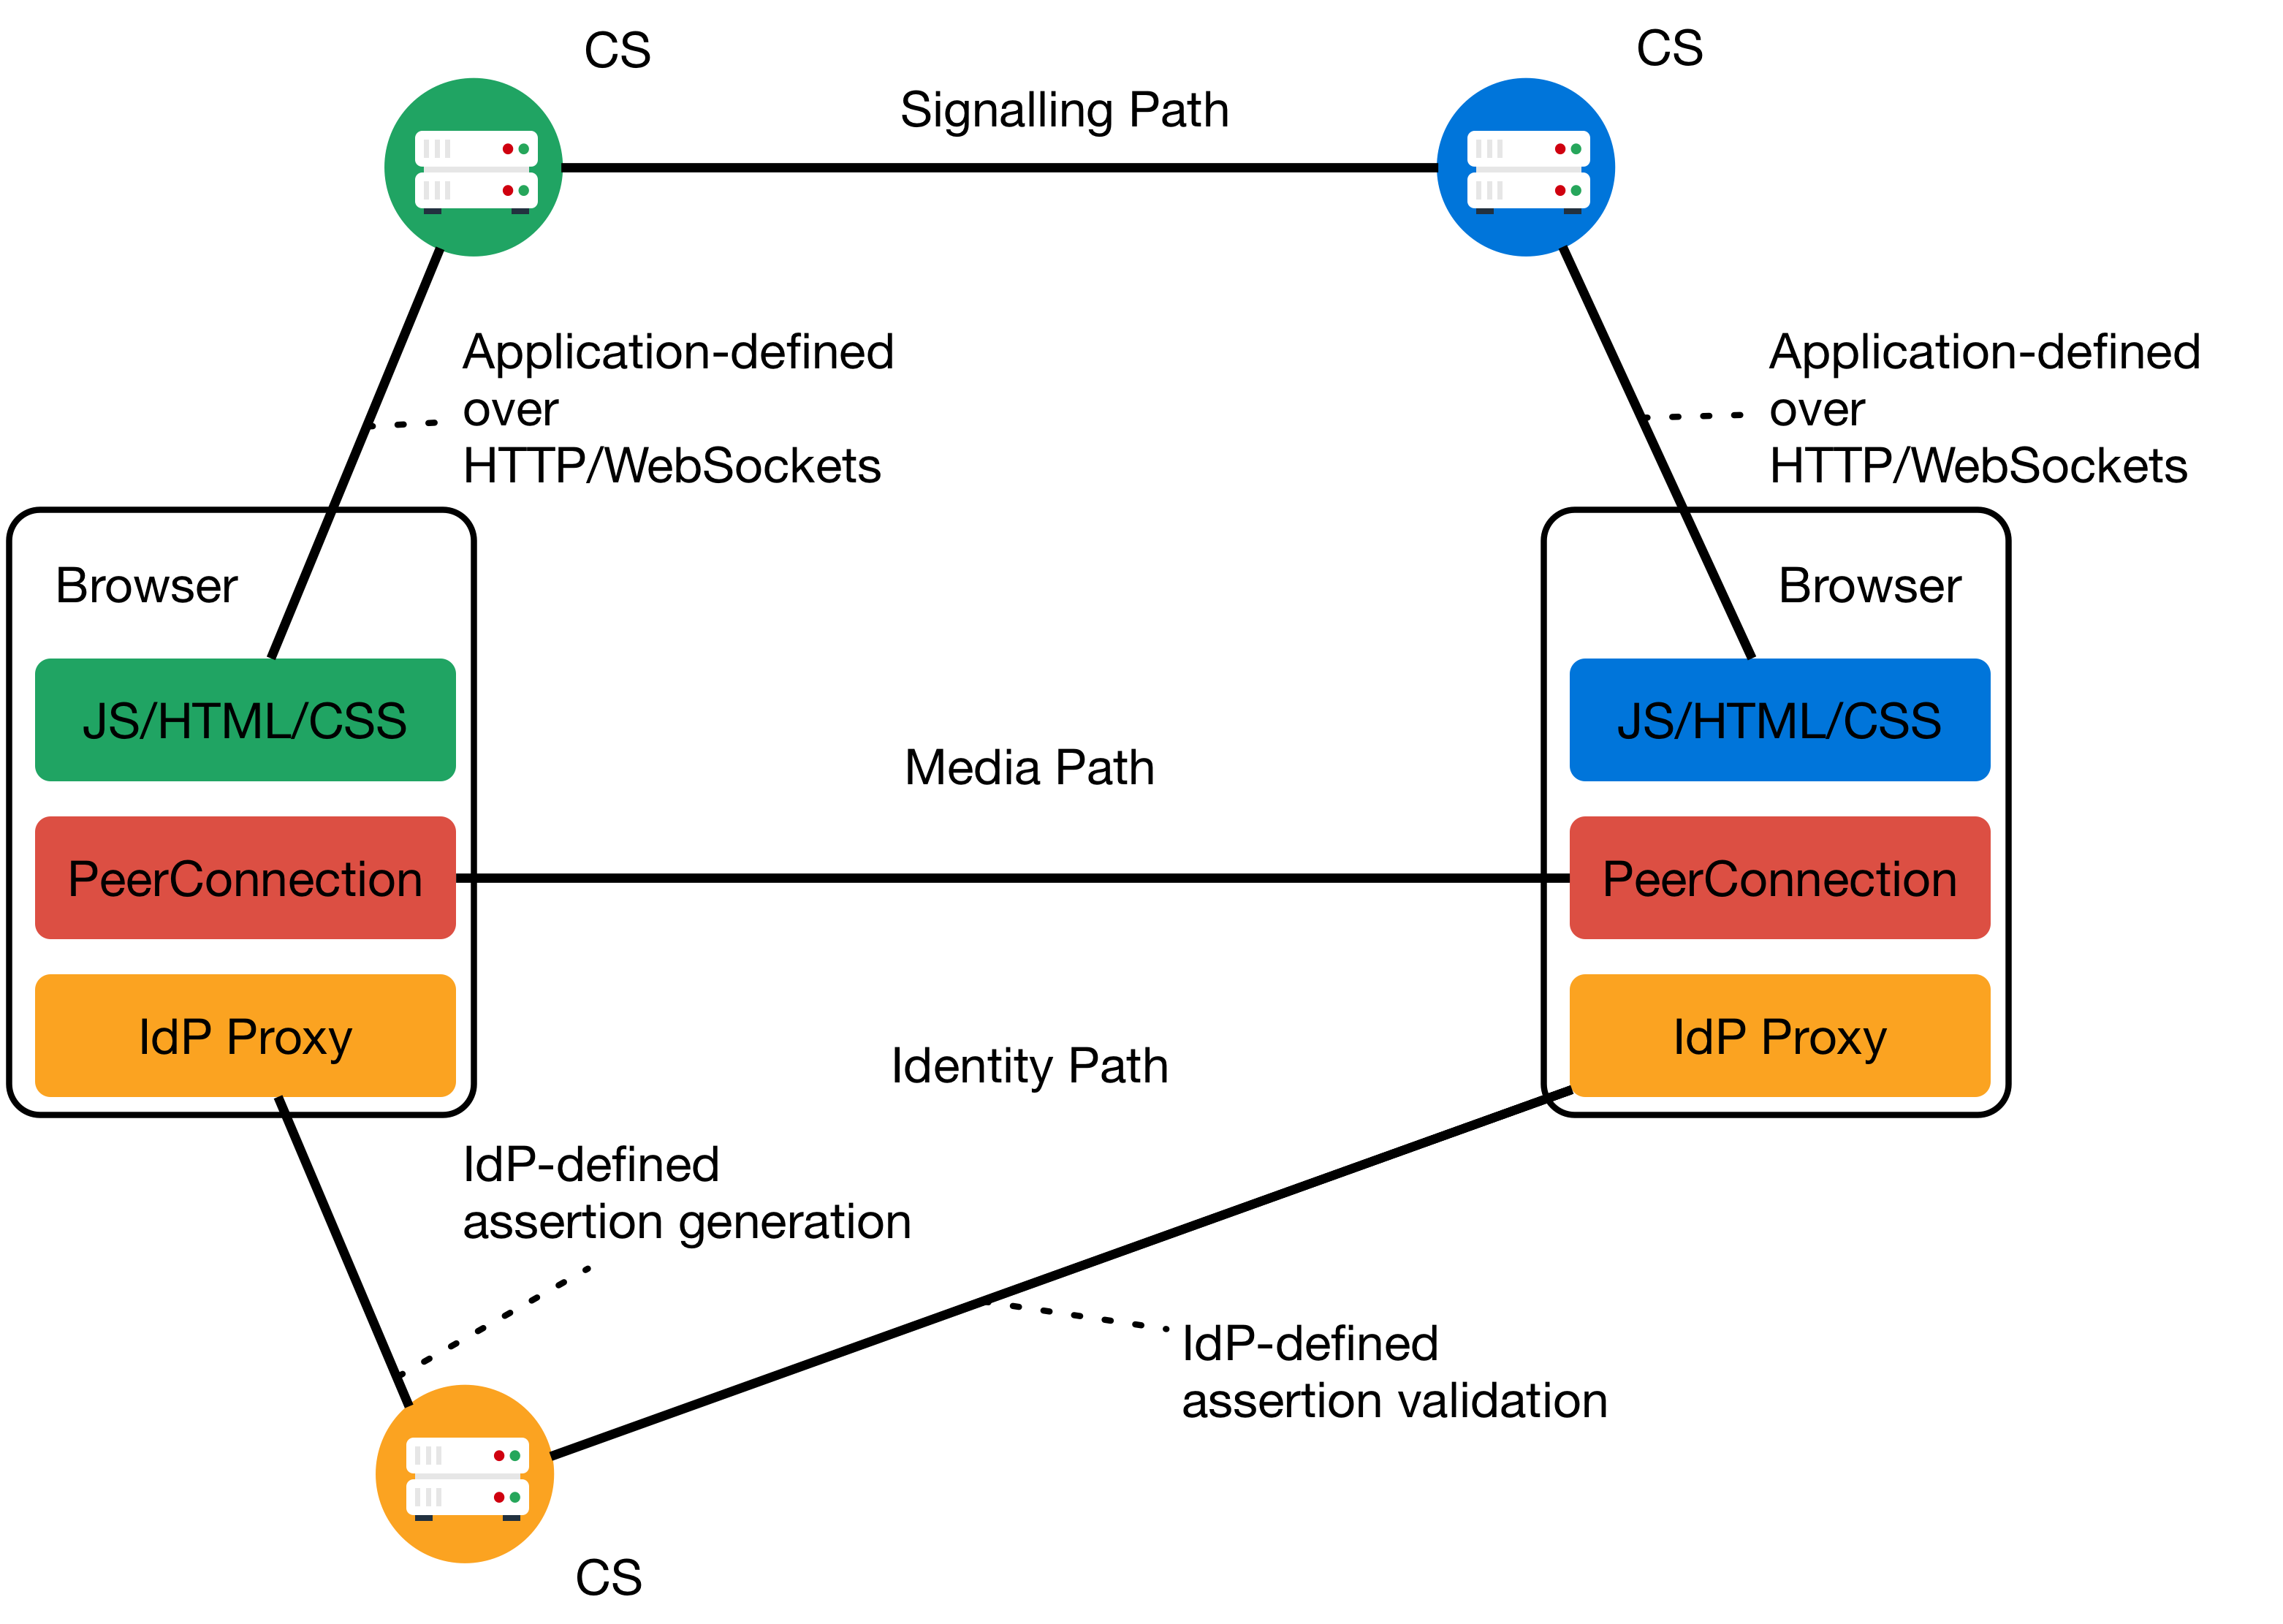 CS
CS
Signalling Path
Application-defined
over
HTTP/WebSockets
Application-defined
over
HTTP/WebSockets
Browser
Browser
JS/HTML/CSS
JS/HTML/CSS
Media Path
PeerConnection
PeerConnection
IdP Proxy
IdP Proxy
Identity Path
IdP-defined
assertion generation
IdP-defined
assertion validation
CS